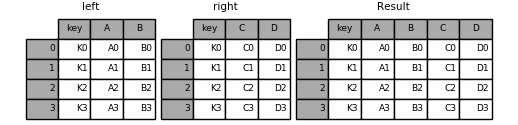 left right Result
key A B key C D key A B C D
0 K0 A0 B0 0 K0 C0 D0 0 K0 A0 B0 C0 D0
1 K1 A1 B1 1 K1 C1 D1 1 K1 A1 B1 C1 D1
2 K2 A2 B2 2 K2 C2 D2 2 K2 A2 B2 C2 D2
3 K3 A3 B3 3 K3 C3 D3 3 K3 A3 B3 C3 D3